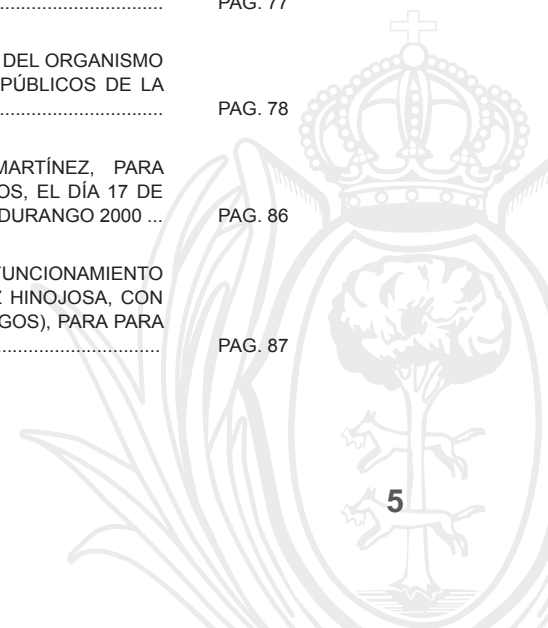 PAG. 77
DEL ORGANISMO
PÚBLICOS DE LA
................................ PAG. 78
MARTÍNEZ, PARA
OS, EL DÍA 17 DE
DURANGO 2000 ... PAG. 86
FUNCIONAMIENTO
Z HINOJOSA, CON
GOS), PARA PARA
................................ PAG. 87
5